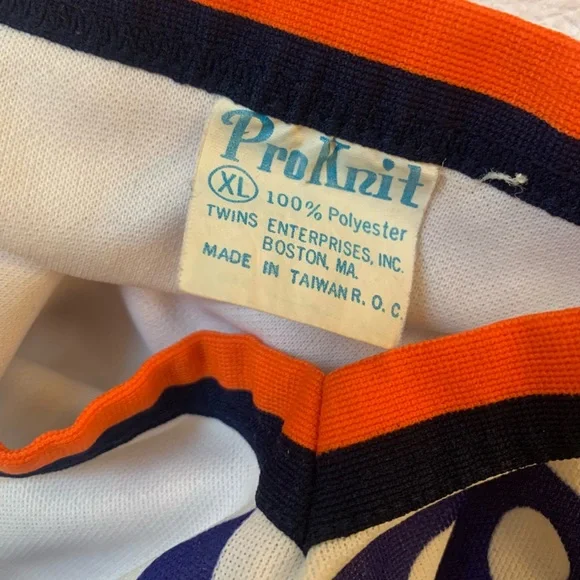 ProKnit
XL 100% Polyester
TWINS ENTERPRISES, INC.
BOSTON, MA.
MADE IN TAIWAN R. O. C.